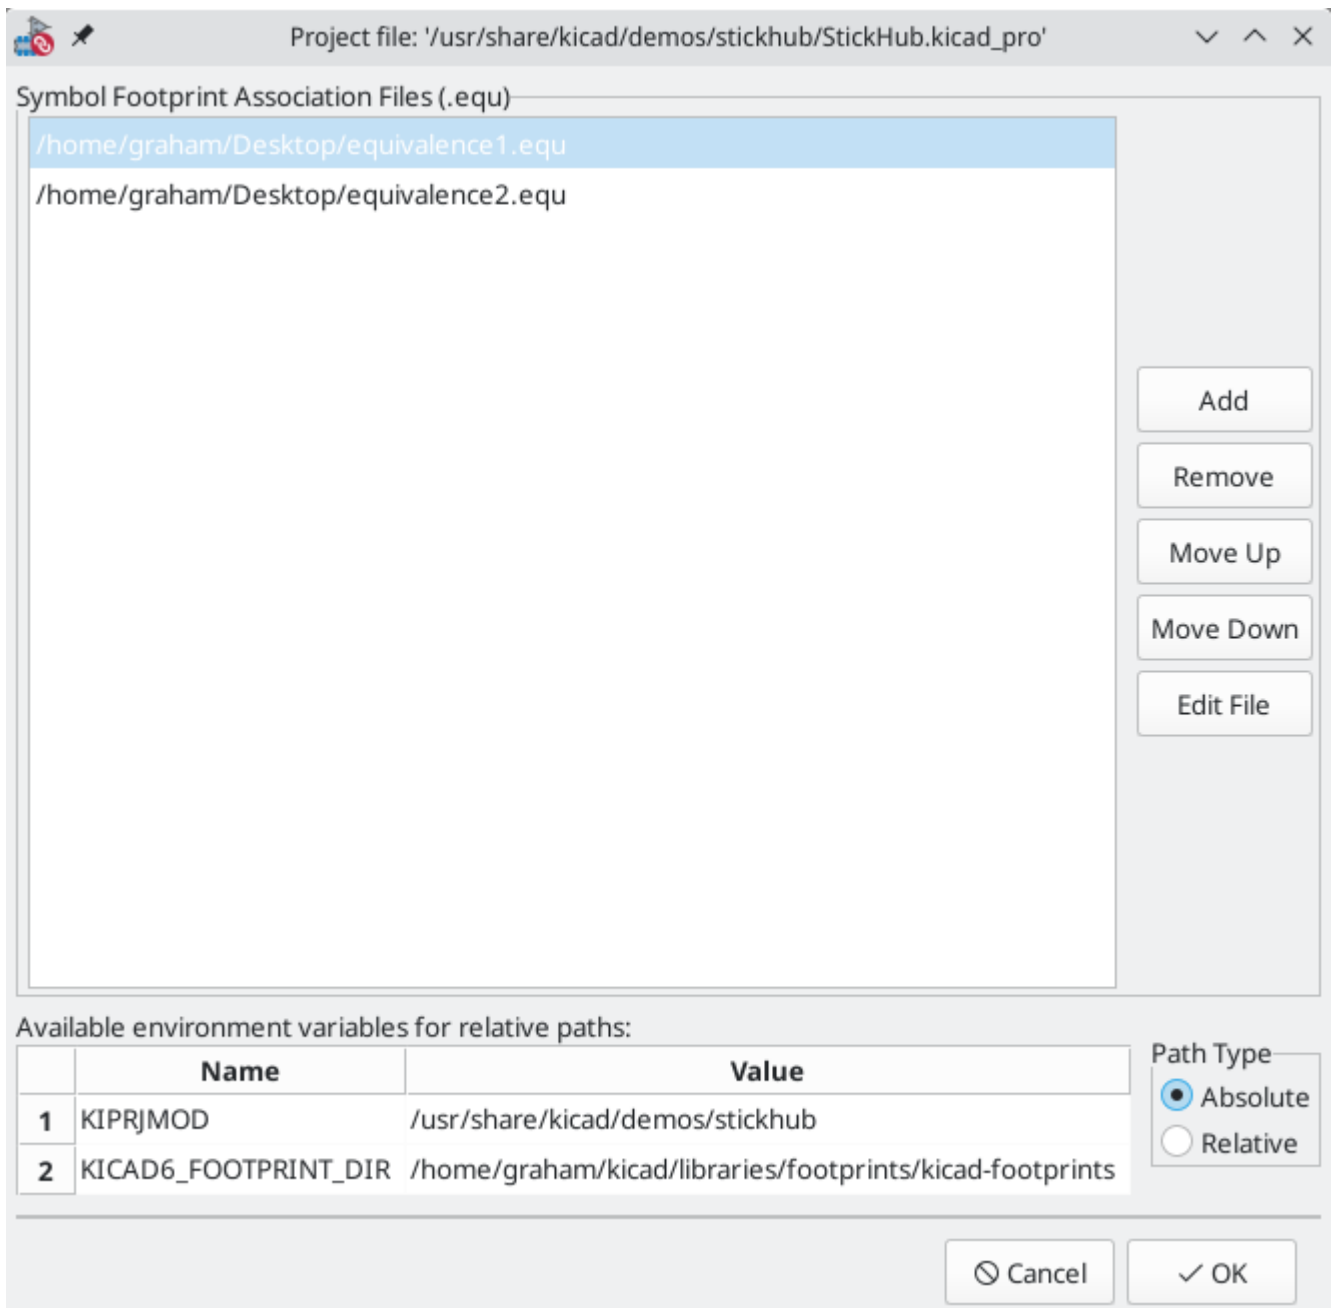 Project file: '/usr/share/kicad/demos/stickhub/StickHub.kicad_pro'
Symbol Footprint Association Files (.equ)
/home/graham/Desktop/equivalence1.equ
/home/graham/Desktop/equivalence2.equ
Add
Remove
Move Up
Move Down
Edit File
Available environment variables for relative paths:
Name Value
1 KIPRJMOD /usr/share/kicad/demos/stickhub
2 KICAD6_FOOTPRINT_DIR /home/graham/kicad/libraries/footprints/kicad-footprints
Path Type
Absolute
Relative
Cancel OK